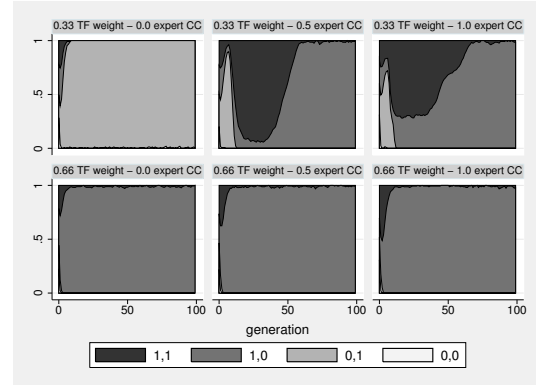 0.33 TF weight − 0.0 expert CC
0.33 TF weight − 0.5 expert CC
0.33 TF weight − 1.0 expert CC
1
.5
0
0.66 TF weight − 0.0 expert CC
0.66 TF weight − 0.5 expert CC
0.66 TF weight − 1.0 expert CC
1
.5
0
0 50 100 0 50 100 0 50 100
generation
1,1 1,0 0,1 0,0